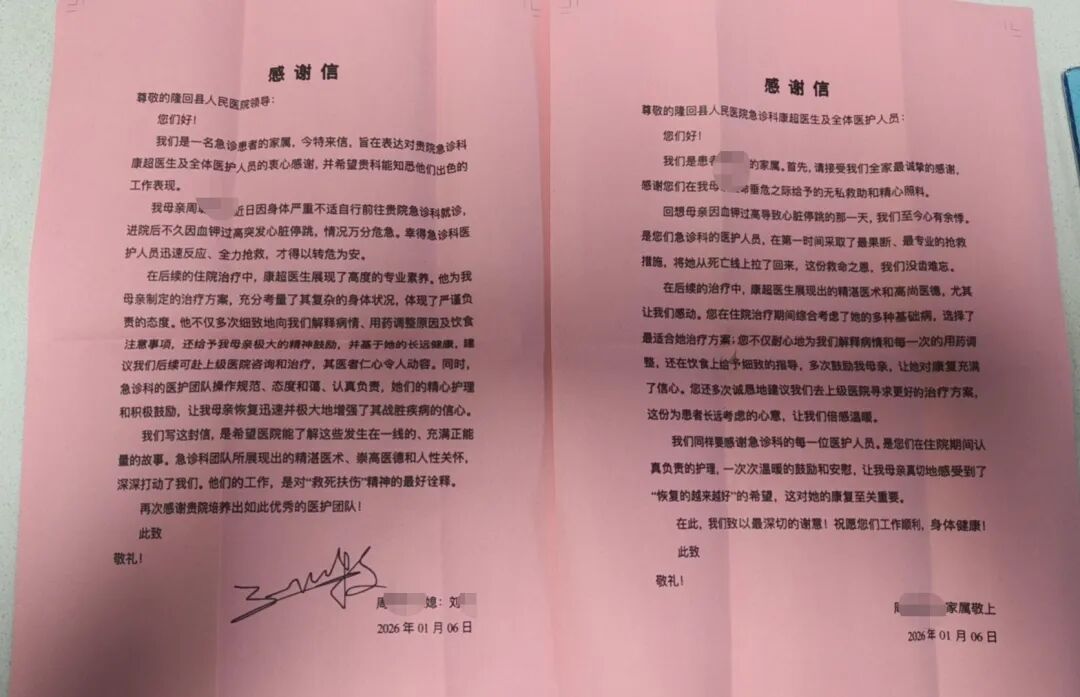 感谢信
尊敬的隆回县人民医院领导：
您们好！
我们是一名急诊患者的家属，今特来信，旨在表达对贵院急诊科
康超医生及全体医护人员的衷心感谢，并希望贵科能知悉他们出色的
工作表现。
我母亲周 近日因身体严重不适自行前往贵院急诊科就诊，
进院后不久因血钾过高突发心脏停跳，情况万分危急。幸得急诊科医
护人员迅速反应、全力抢救，才得以转危为安。
在后续的住院治疗中，康超医生展现了高度的专业素养。他为我
母亲制定的治疗方案，充分考量了其复杂的身体状况，体现了严谨负
责的态度。他不仅多次细致地向我们解释病情、用药调整原因及饮食
注意事项，还给予我母亲极大的精神鼓励，并基于她的长远健康，建
议我们后续可赴上级医院咨询和治疗，其医者仁心令人动容。同时，
急诊科的医护团队操作规范、态度和蔼、认真负责，她们的精心护理
和积极鼓励，让我母亲恢复迅速并极大地增强了其战胜疾病的信心。
我们写这封信，是希望医院能了解这些发生在一线的、充满正能
量的故事。急诊科团队所展现出的精湛医术、崇高医德和人性关怀，
深深打动了我们。他们的工作，是对“救死扶伤”精神的最好诠释。
再次感谢贵院培养出如此优秀的医护团队！
此致
敬礼！
周 媳：刘
2026年01月06日
感谢信
尊敬的隆回县人民医院急诊科康超医生及全体医护人员：
您们好！
我们是患者 的家属。首先，请接受我们全家最诚挚的感谢，
感谢您们在我母 命垂危之际给予的无私救助和精心照料。
回想母亲因血钾过高导致心脏停跳的那一天，我们至今心有余悸。
是您们急诊科的医护人员，在第一时间采取了最果断、最专业的抢救
措施，将她从死亡线上拉了回来，这份救命之恩，我们没齿难忘。
在后续的治疗中，康超医生展现出的精湛医术和高尚医德，尤其
让我们感动。您在住院治疗期间综合考虑了她的多种基础病，选择了
最适合她治疗方案；您不仅耐心地为我们解释病情和每一次的用药调
整，还在饮食上给予细致的指导，多次鼓励我母亲，让她对康复充满
了信心。您还多次诚恳地建议我们去上级医院寻求更好的治疗方案，
这份为患者长远考虑的心意，让我们倍感温暖。
我们同样要感谢急诊科的每一位医护人员。是您们在住院期间认
真负责的护理，一次次温暖的鼓励和安慰，让我母亲真切地感受到了
“恢复的越来越好”的希望，这对她的康复至关重要。
在此，我们致以最深切的谢意！祝愿您们工作顺利，身体健康！
此致
敬礼！
家属敬上
2026年01月06日